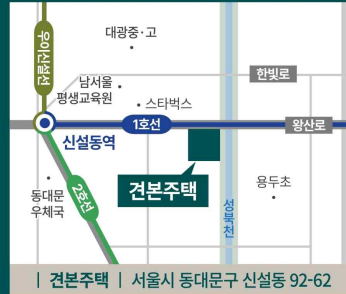 대광중·고
우이신설선
한빛로
남서울
평생교육원
스타벅스
1호선
왕산로
신설동역
견본주택
용두초
동대문
우체국
2호선
성북천
| 견본주택 | 서울시 동대문구 신설동 92-62